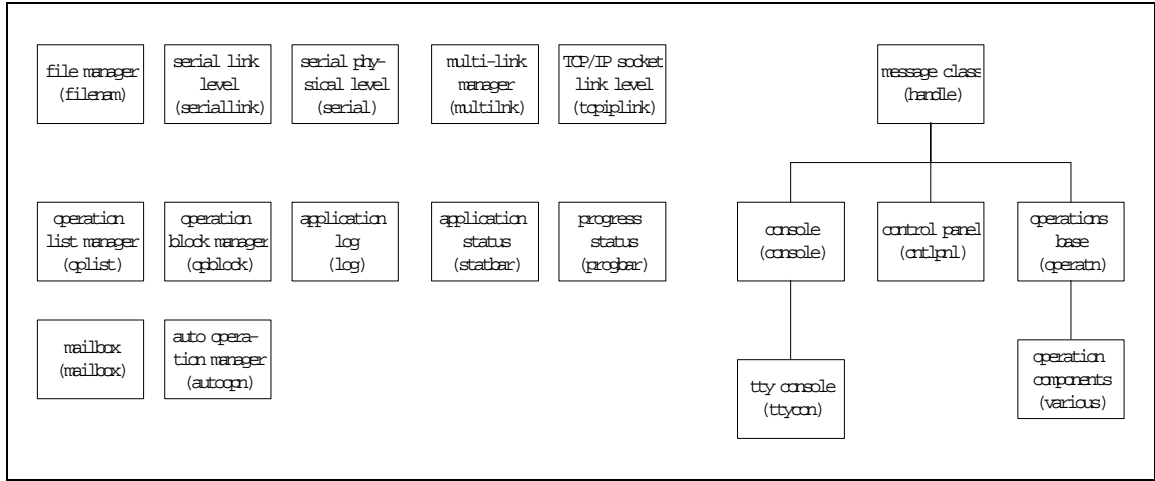 file manager
(filenam)
serial link
level
(seriallink)
serial phy-
sical level
(serial)
multi-link
manager
(multilnk)
TCP/IP socket
link level
(tcpiplink)
message class
(handle)
operation
list manager
(oplist)
operation
block manager
(opblock)
application
log
(log)
application
status
(statbar)
progress
status
(progbar)
console
(console)
control panel
(cntlpnl)
operations
base
(operatn)
mailbox
(mailbox)
auto opera-
tion manager
(autoopn)
tty console
(ttycon)
operation
components
(various)